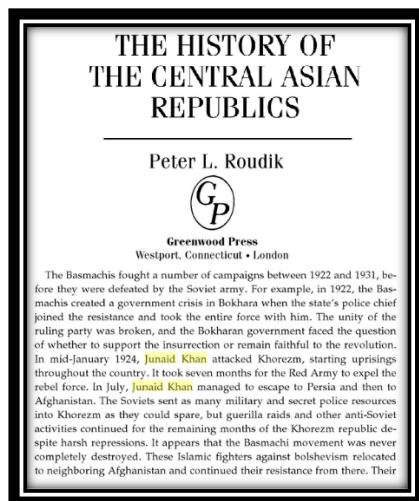 THE HISTORY OF
THE CENTRAL ASIAN
REPUBLICS
Peter L. Roudik
GP
Greenwood Press
Westport, Connecticut • London
The Basmachis fought a number of campaigns between 1922 and 1931, be-
fore they were defeated by the Soviet army. For example, in 1922, the Bas-
machis created a government crisis in Bokhara when the state's police chief
joined the resistance and took the entire force with him. The unity of the
ruling party was broken, and the Bokharan government faced the question
of whether to support the insurrection or remain faithful to the revolution.
In mid-January 1924, Junaid Khan attacked Khorezm, starting uprisings
throughout the country. It took seven months for the Red Army to expel the
rebel force. In July, Junaid Khan managed to escape to Persia and then to
Afghanistan. The Soviets sent as many military and secret police resources
into Khorezm as they could spare, but guerilla raids and other anti-Soviet
activities continued for the remaining months of the Khorezm republic de-
spite harsh repressions. It appears that the Basmachi movement was never
completely destroyed. These Islamic fighters against bolshevism relocated
to neighboring Afghanistan and continued their resistance from there. Their